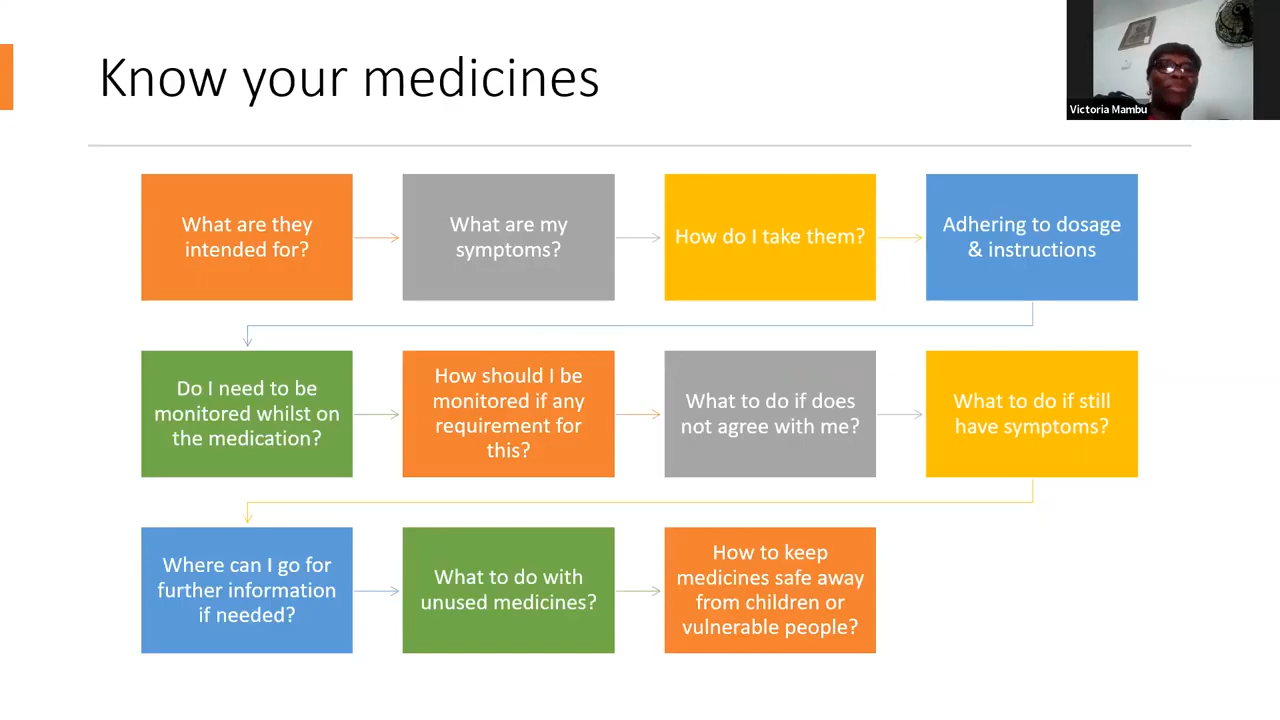 Know your medicines
Victoria Mambu
What are they
intended for?
What are my
symptoms?
How do I take them?
Adhering to dosage
& instructions
Do I need to be
monitored whilst on
the medication?
How should I be
monitored if any
requirement for
this?
What to do if does
not agree with me?
What to do if still
have symptoms?
Where can I go for
further information
if needed?
What to do with
unused medicines?
How to keep
medicines safe away
from children or
vulnerable people?